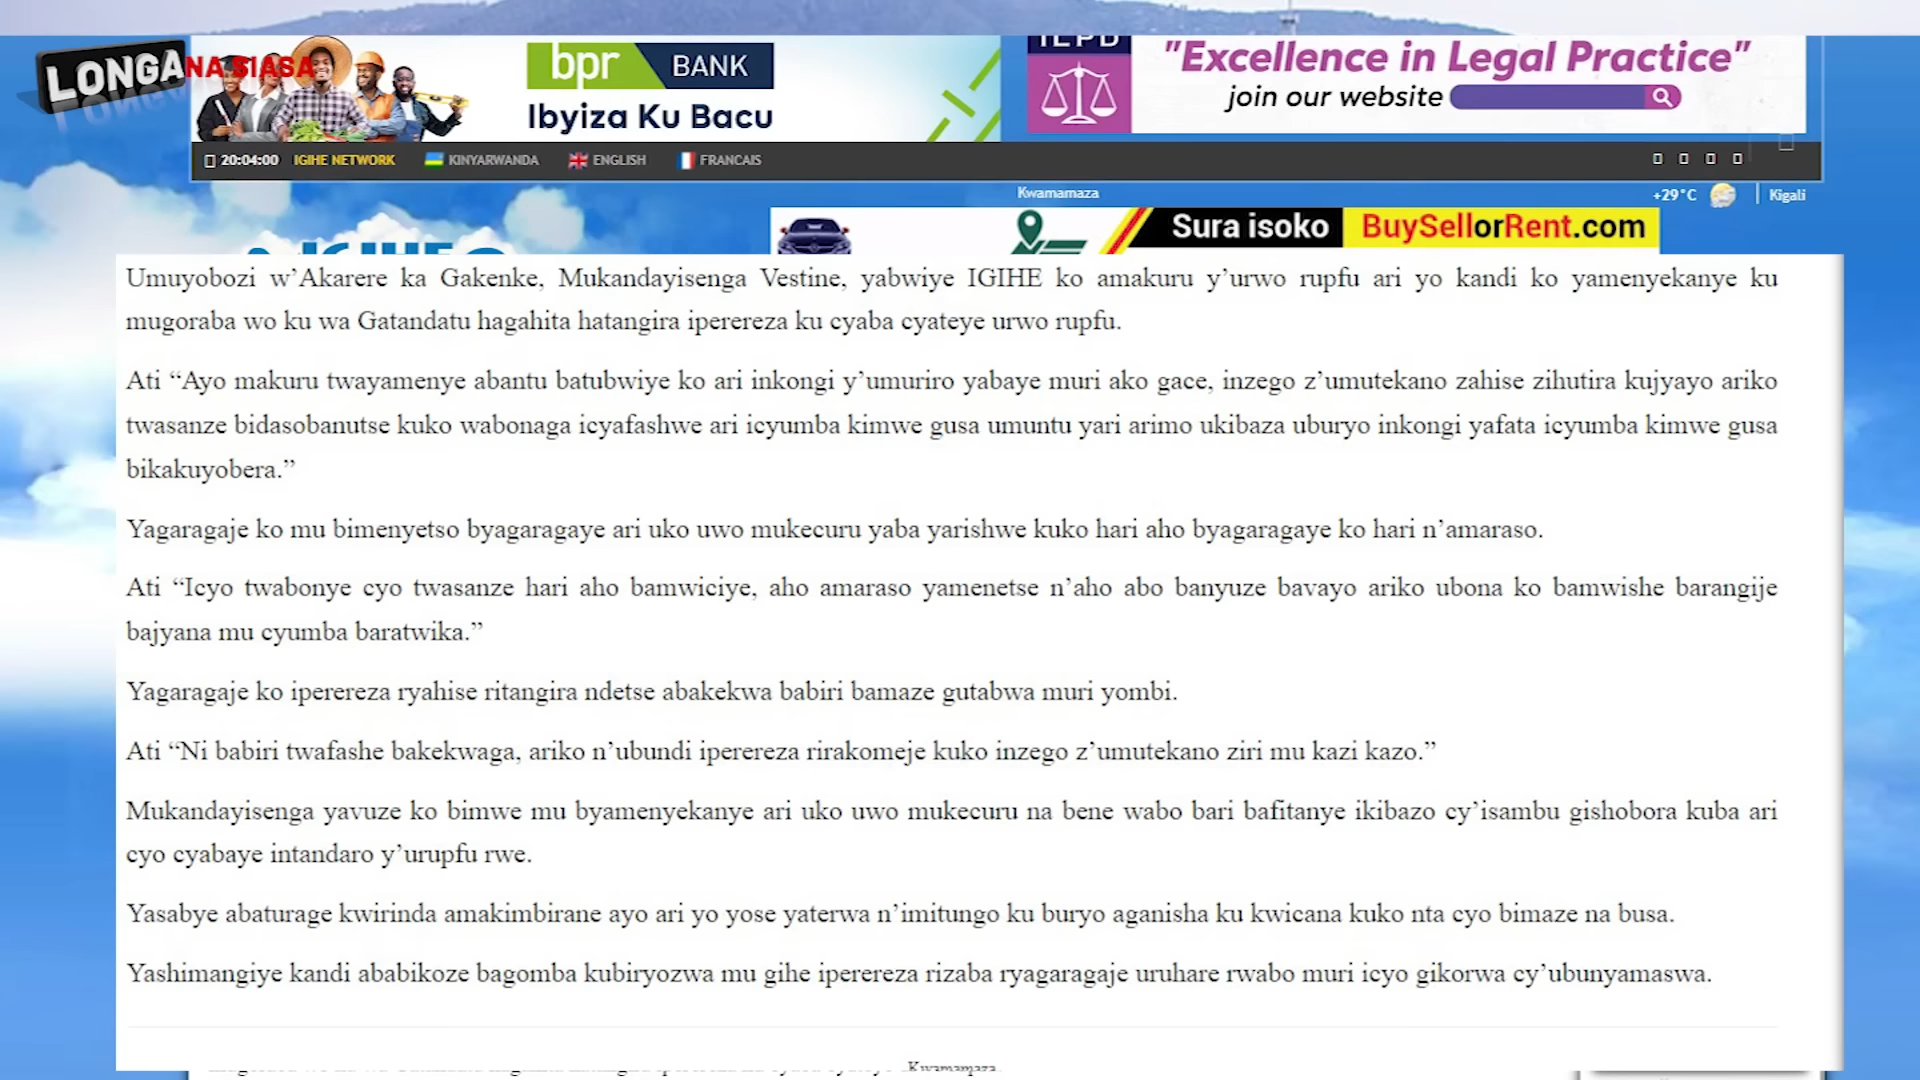 LONGA NA SIASA
bpr BANK
Ibyiza Ku Bacu
ILPD
"Excellence in Legal Practice"
join our website
20:04:00 IGIHE NETWORK KINYARWANDA ENGLISH FRANCAIS
Kwamamaza
+29°C Kigali
Sura isoko BuySellorRent.com
Umuyobozi w’Akarere ka Gakenke, Mukandayisenga Vestine, yabwiye IGIHE ko amakuru y’urwo rupfu ari yo kandi ko yamenyekanye ku
mugoraba wo ku wa Gatandatu hagahita hatangira iperereza ku cyaba cyateye urwo rupfu.
Ati “Ayo makuru twayamenye abantu batubwiye ko ari inkongi y’umuriro yabaye muri ako gace, inzego z’umutekano zahise zihutira kujyayo ariko
twasanze bidasobanutse kuko wabonaga icyafashwe ari icyumba kimwe gusa umuntu yari arimo ukibaza uburyo inkongi yafata icyumba kimwe gusa
bikakuyobera.”
Yagaragaje ko mu bimenyetso byagaragaye ari uko uwo mukecuru yaba yarishwe kuko hari aho byagaragaye ko hari n’amaraso.
Ati “Icyo twabonye cyo twasanze hari aho bamwiciye, aho amaraso yamenetse n’aho abo banyuze bavayo ariko ubona ko bamwishe barangije
bajyana mu cyumba baratwika.”
Yagaragaje ko iperereza ryahise ritangira ndetse abakekwa babiri bamaze gutabwa muri yombi.
Ati “Ni babiri twafashe bakekwaga, ariko n’ubundi iperereza rirakomeje kuko inzego z’umutekano ziri mu kazi kazo.”
Mukandayisenga yavuze ko bimwe mu byamenyekanye ari uko uwo mukecuru na bene wabo bari bafitanye ikibazo cy’isambu gishobora kuba ari
cyo cyabaye intandaro y’urupfu rwe.
Yasabye abaturage kwirinda amakimbirane ayo ari yo yose yaterwa n’imitungo ku buryo aganisha ku kwicana kuko nta cyo bimaze na busa.
Yashimangiye kandi ababikoze bagomba kubiryozwa mu gihe iperereza rizaba ryagaragaje uruhare rwabo muri icyo gikorwa cy’ubunyamaswa.
Kwamamaza